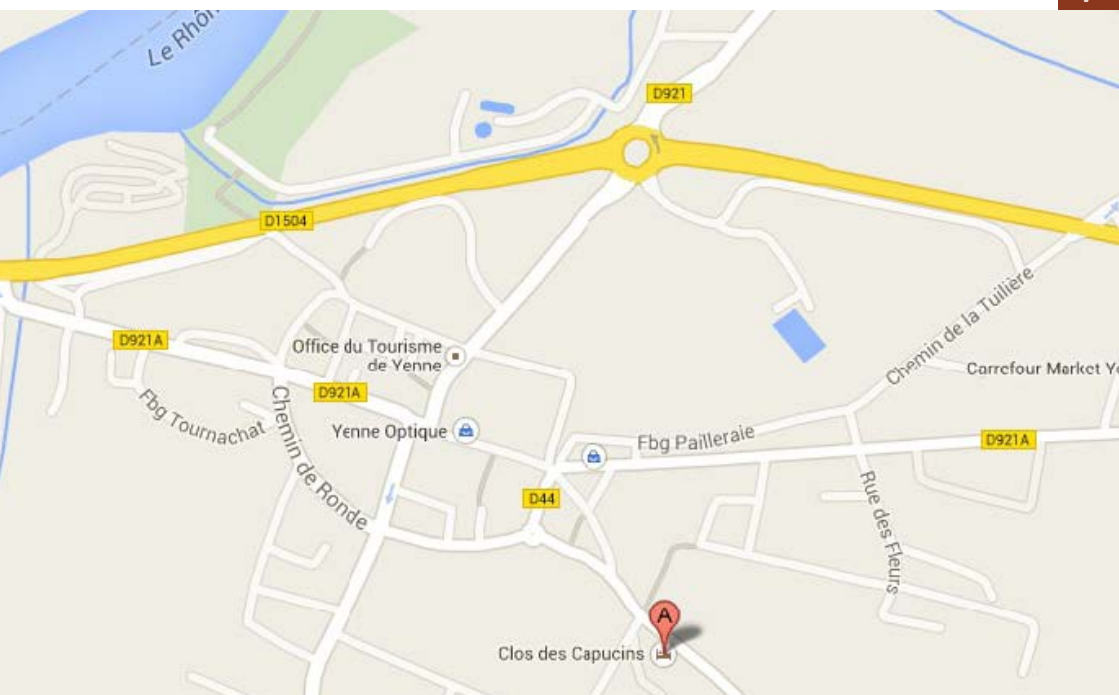 Le Rhôn
D921
D1504
D921A
Office du Tourisme
de Yenne
D921A
Chemin de la Tuilière
Carrefour Market Y
Fbg Tournachat
Chemin de Ronde
Yenne Optique
Fbg Pailleraie
D921A
D44
Rue des Fleurs
A
Clos des Capucins